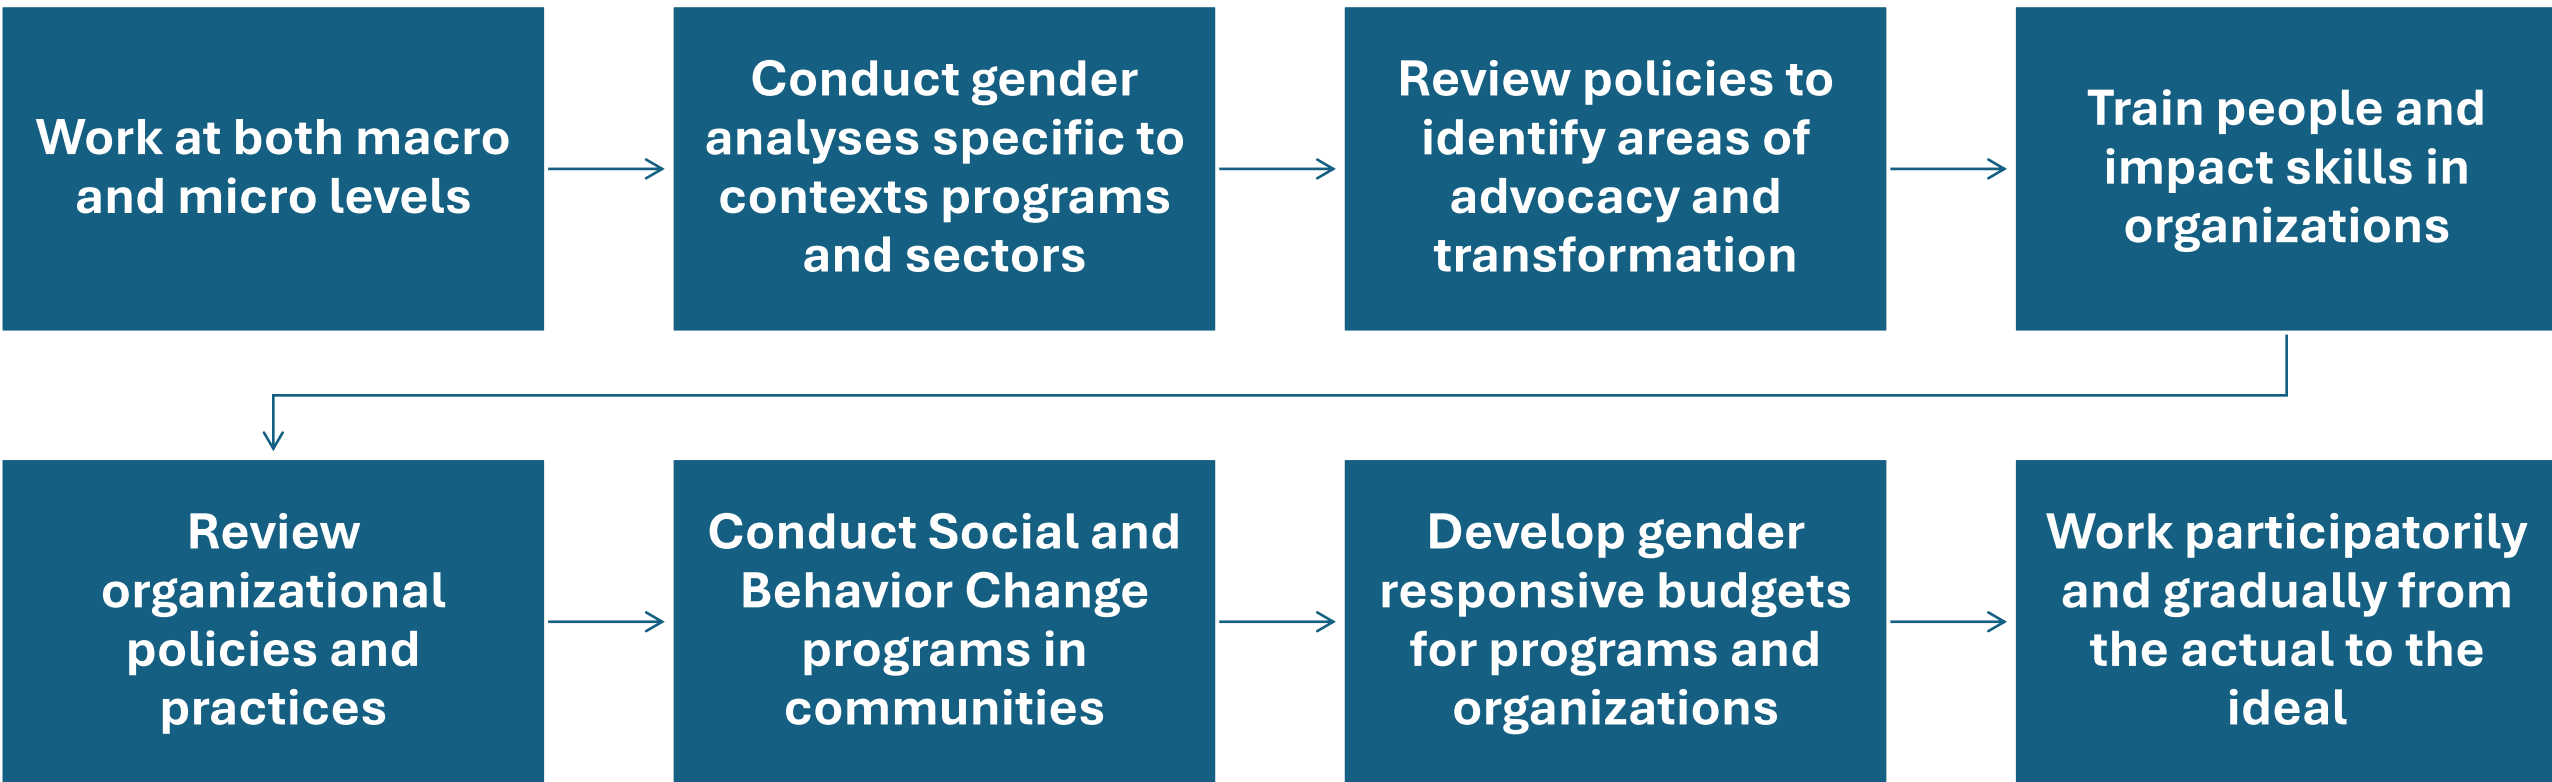 Work at both macro
and micro levels
Conduct gender
analyses specific to
contexts programs
and sectors
Review policies to
identify areas of
advocacy and
transformation
Train people and
impact skills in
organizations
Review
organizational
policies and
practices
Conduct Social and
Behavior Change
programs in
communities
Develop gender
responsive budgets
for programs and
organizations
Work participatorily
and gradually from
the actual to the
ideal